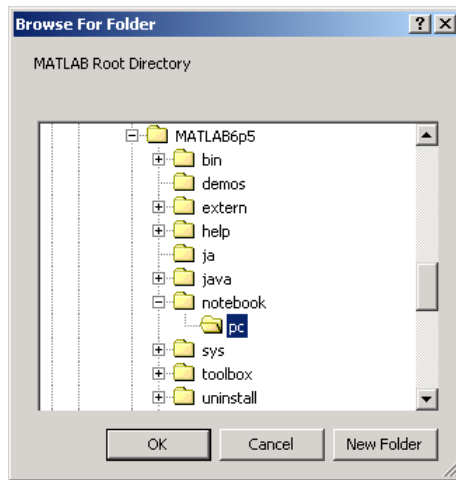 Browse For Folder
MATLAB Root Directory
MATLAB6p5
bin
demos
extern
help
ja
java
notebook
pc
sys
toolbox
uninstall
OK Cancel New Folder